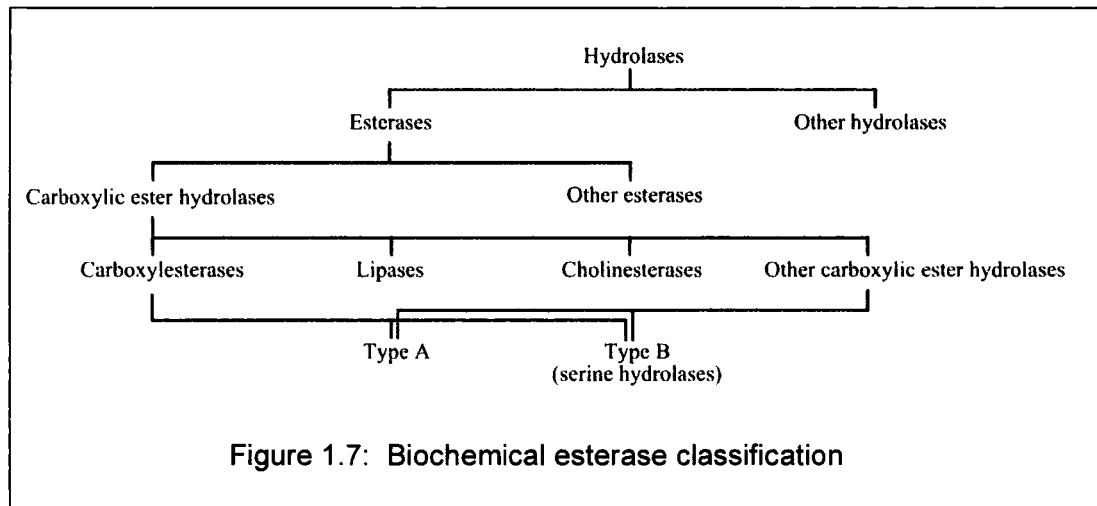 Hydrolases
Esterases Other hydrolases
Carboxylic ester hydrolases Other esterases
Carboxylesterases Lipases Cholinesterases Other carboxylic ester hydrolases
Type A Type B
(serine hydrolases)
Figure 1.7: Biochemical esterase classification